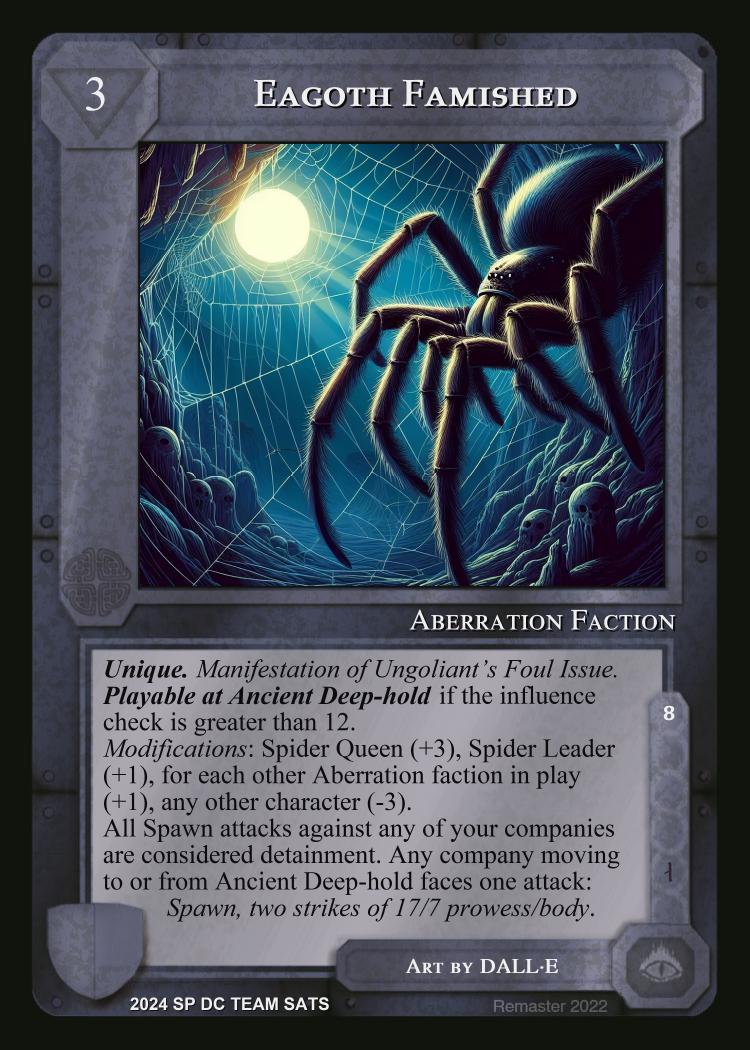 3
EAGOTH FAMISHED
ABERRATION FACTION
Unique. Manifestation of Ungoliant's Foul Issue.
Playable at Ancient Deep-hold if the influence
check is greater than 12.
Modifications: Spider Queen (+3), Spider Leader
(+1), for each other Aberration faction in play
(+1), any other character (-3).
All Spawn attacks against any of your companies
are considered detainment. Any company moving
to or from Ancient Deep-hold faces one attack:
Spawn, two strikes of 17/7 prowess/body.
8
ART BY DALL·E
2024 SP DC TEAM SATS
Remaster 2022